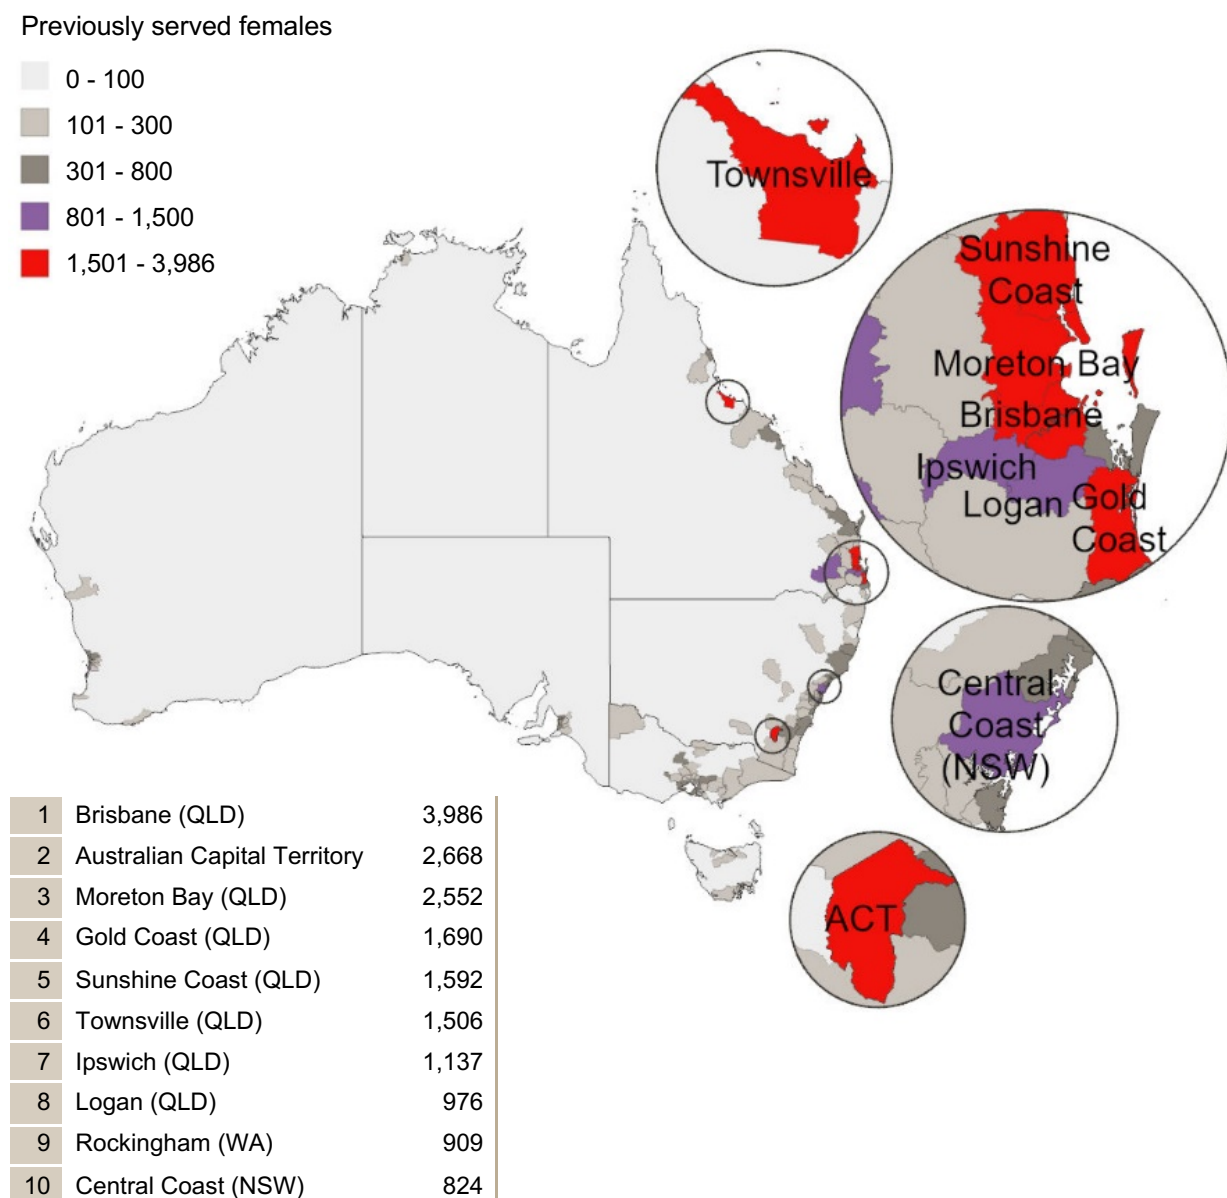 Previously served females
0 - 100
101 - 300
301 - 800
801 - 1,500
1,501 - 3,986
Townsville
Sunshine
Coast
Moreton Bay
Brisbane
Ipswich
Logan
Gold
Coast
Central
Coast
(NSW)
ACT
1 Brisbane (QLD) 3,986
2 Australian Capital Territory 2,668
3 Moreton Bay (QLD) 2,552
4 Gold Coast (QLD) 1,690
5 Sunshine Coast (QLD) 1,592
6 Townsville (QLD) 1,506
7 Ipswich (QLD) 1,137
8 Logan (QLD) 976
9 Rockingham (WA) 909
10 Central Coast (NSW) 824